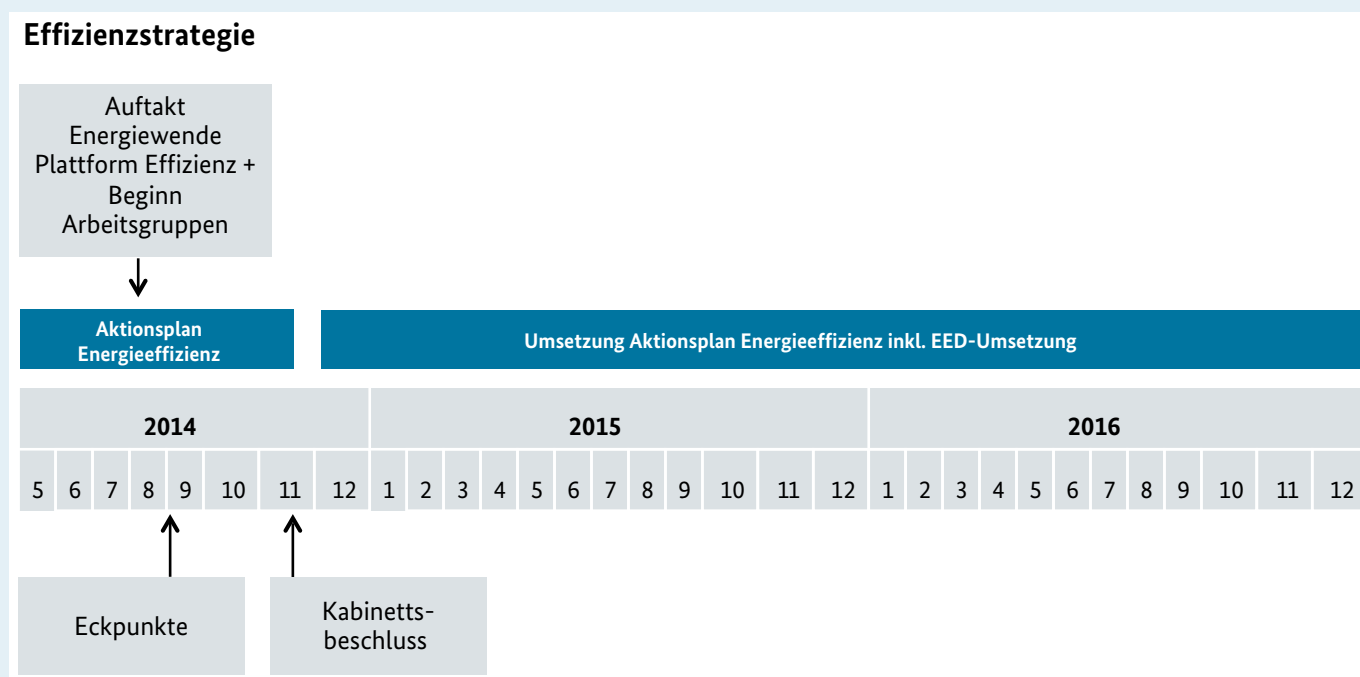 Effizienzstrategie
Auftakt
Energiewende
Plattform Effizienz +
Beginn
Arbeitsgruppen
Aktionsplan
Energieeffizienz
Umsetzung Aktionsplan Energieeffizienz inkl. EED-Umsetzung
2014 2015 2016
5 6 7 8 9 10 11 12 1 2 3 4 5 6 7 8 9 10 11 12 1 2 3 4 5 6 7 8 9 10 11 12
Eckpunkte
Kabinetts-
beschluss